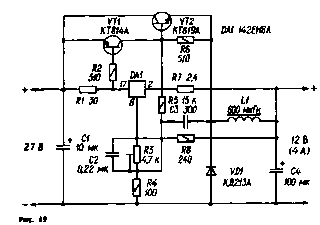 VT1
КТ814А
VT2
КТ819А
DA1 142ЕН8А
R6
510
R2
510
DA1
17
2
8
R7 2,4
+
+
R1 30
R5 15 к
C3
300
L1
600 мкГн
27 В
+
C1
10 мк
C2
0,22 мк
R3
4,7 к
R8
240
12 В
(4 А)
R4
100
VD1
КД213А
+
C4
100 мк
Рис. 19